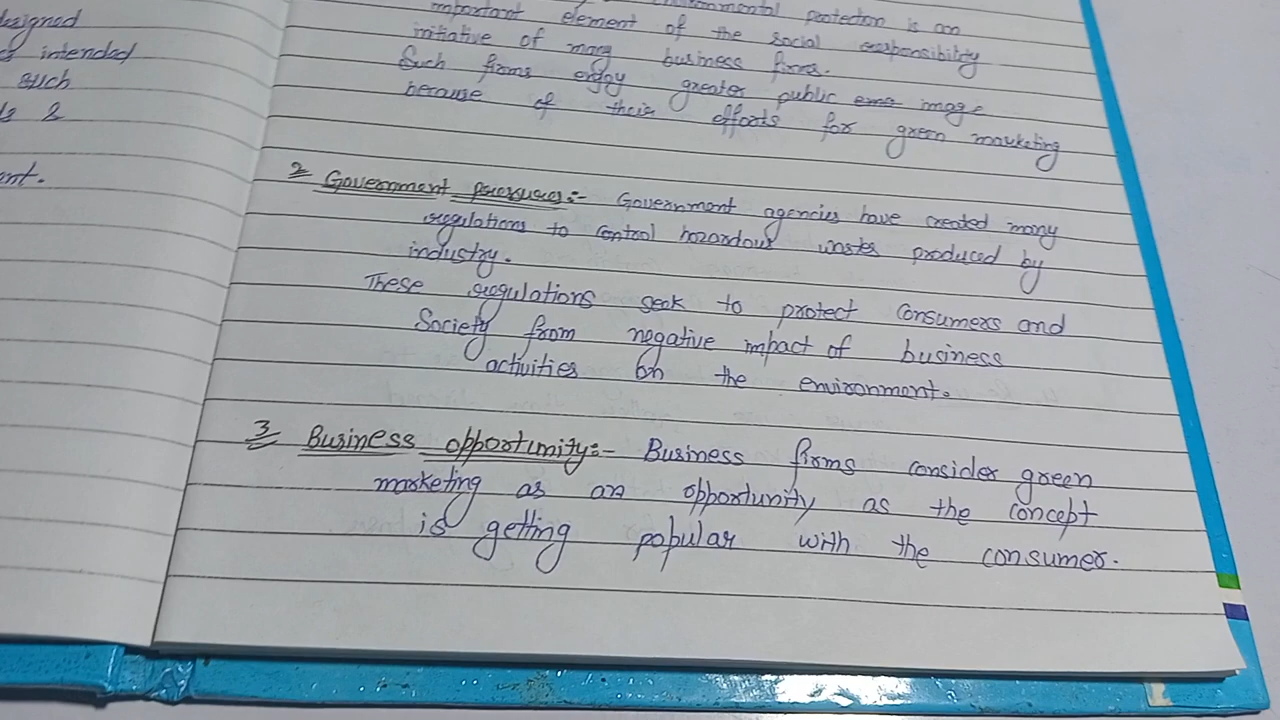 designed
intended
such
&
important element of the social responsibility
initiative of many business firms.
Such firms enjoy greater public image
because of their efforts for green marketing
2 Government pressures:- Government agencies have created many
regulations to control hazardous wastes produced by
industry.
These regulations seek to protect consumers and
Society from negative impact of business
activities on the environment.
3 Business opportunity:- Business firms consider green
marketing as an opportunity as the concept
is getting popular with the consumer.